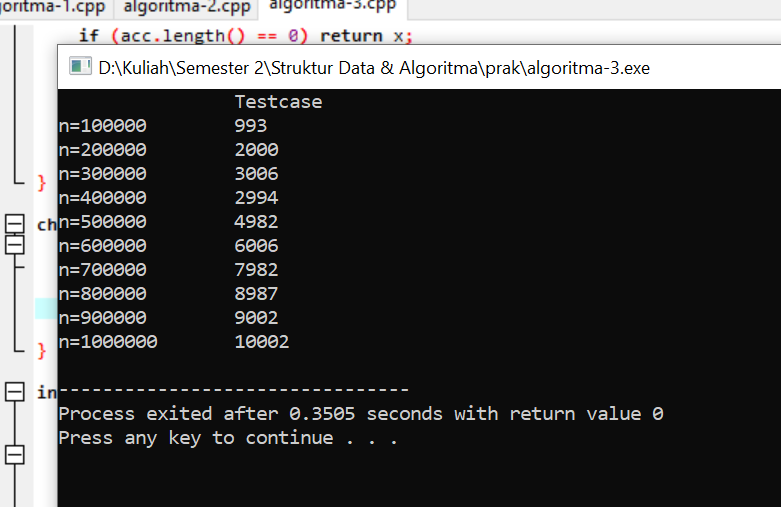 goritma-1.cpp algoritma-2.cpp algoritma-3.cpp
if (acc.length() == 0) return x;
D:\Kuliah\Semester 2\Struktur Data & Algoritma\prak\algoritma-3.exe
Testcase
n=100000 993
n=200000 2000
n=300000 3006
}
n=400000 2994
ch
n=500000 4982
n=600000 6006
n=700000 7982
n=800000 8987
n=900000 9002
}
n=1000000 10002
in
--------------------------------
Process exited after 0.3505 seconds with return value 0
Press any key to continue . . .